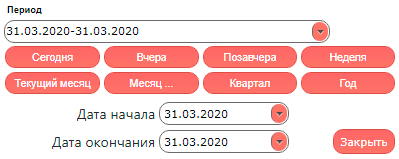 Период
31.03.2020-31.03.2020
Сегодня Вчера Позавчера Неделя
Текущий месяц Месяц ... Квартал Год
Дата начала 31.03.2020
Дата окончания 31.03.2020 Закрыть